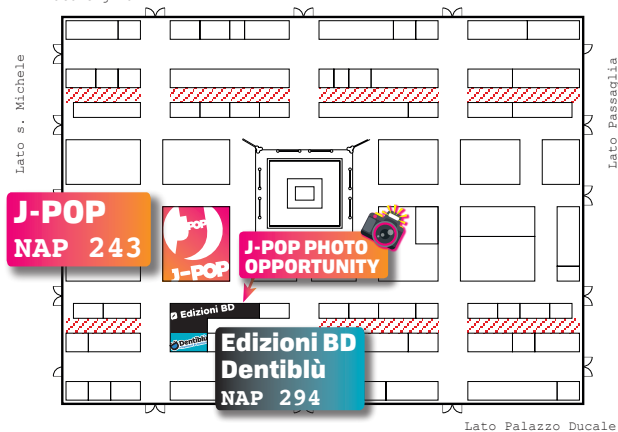 Lato s. Michele
Lato Passaglia
J-POP
NAP 243
J-POP
J-POP
J-POP PHOTO
OPPORTUNITY
Edizioni BD
Dentiblù
Edizioni BD
Dentiblù
NAP 294
Lato Palazzo Ducale